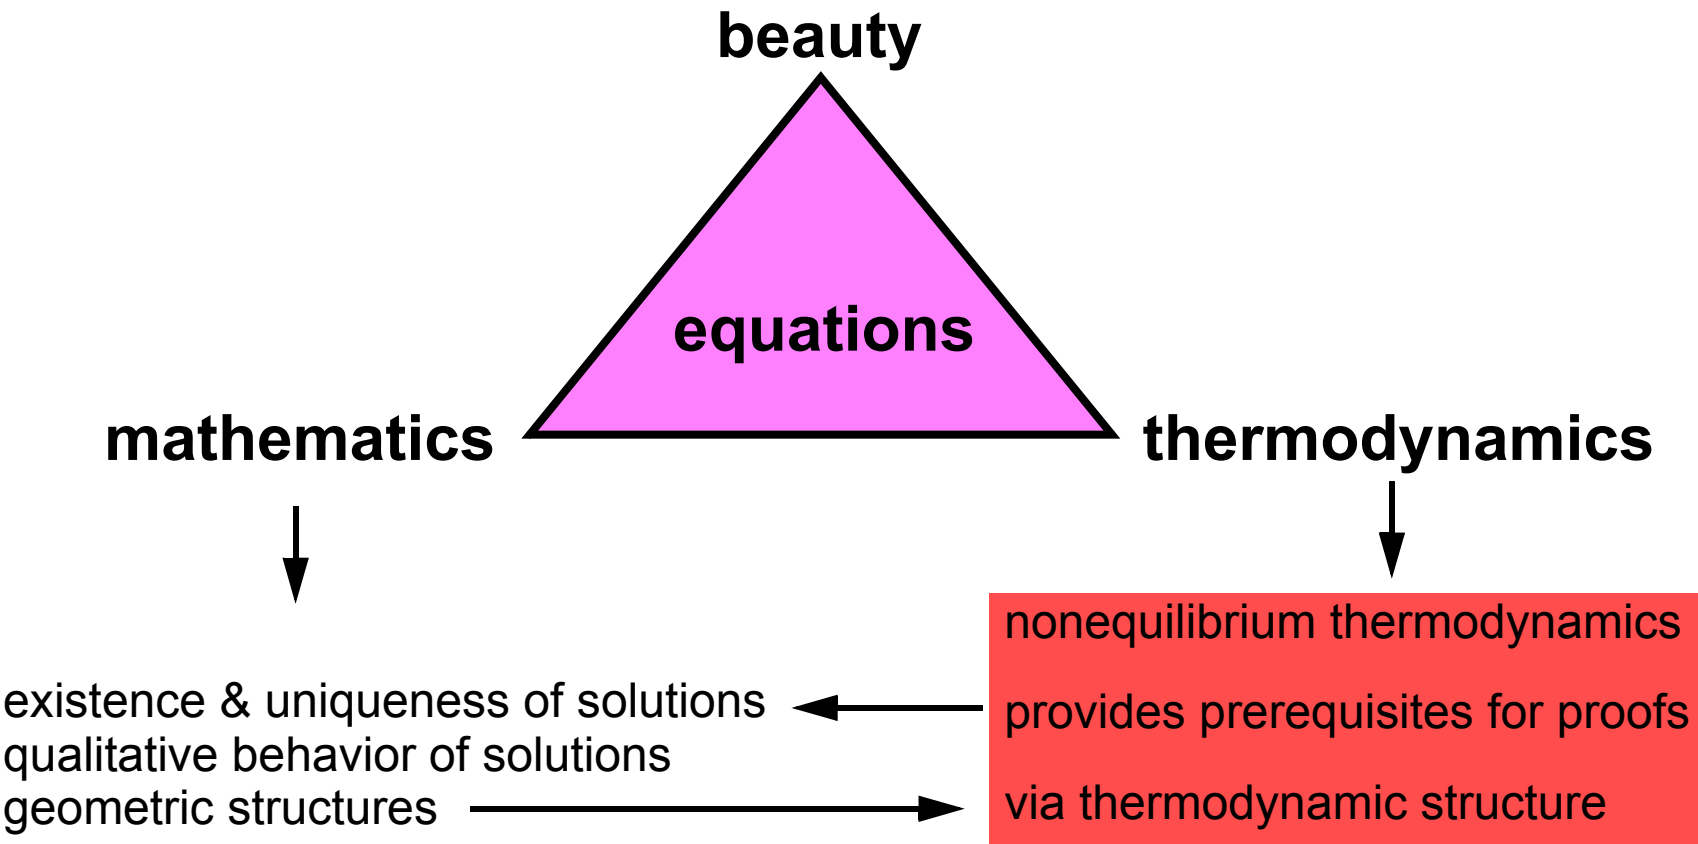 beauty
equations
mathematics
thermodynamics
existence & uniqueness of solutions
qualitative behavior of solutions
geometric structures
nonequilibrium thermodynamics
provides prerequisites for proofs
via thermodynamic structure